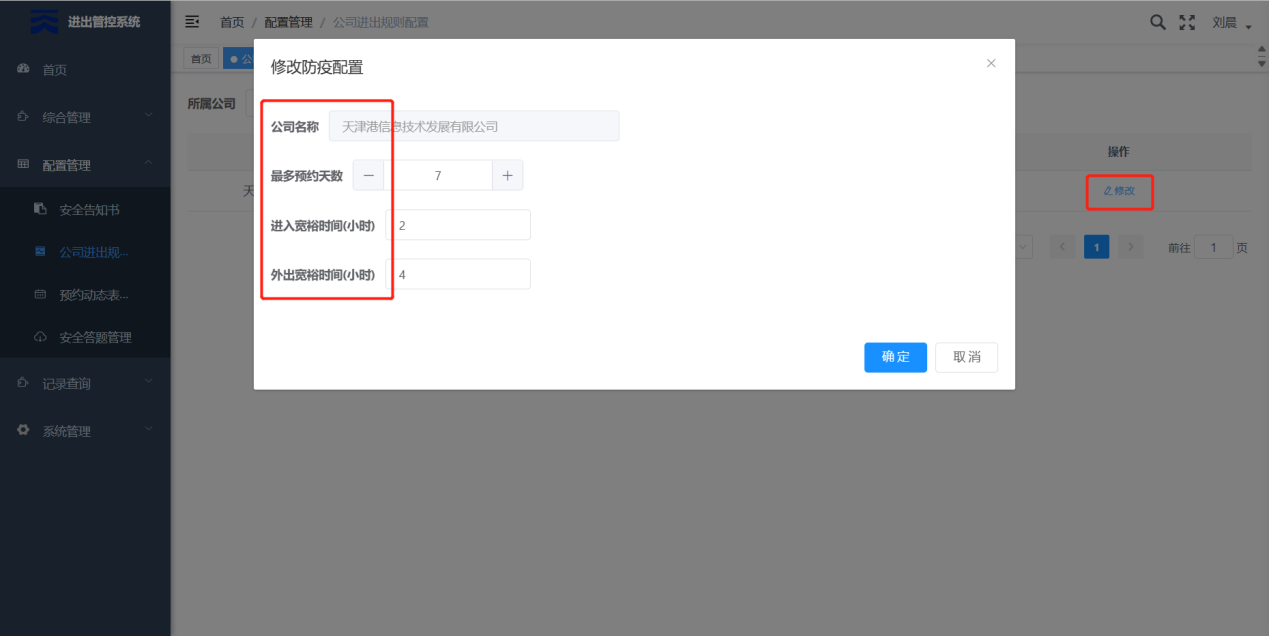 进出管控系统
首页 / 配置管理 / 公司进出规则配置
刘晨
首页
综合管理
配置管理
安全告知书
公司进出规...
预约动态表...
安全答题管理
记录查询
系统管理
首页
公
所属公司
天
修改防疫配置
公司名称 天津港信息技术发展有限公司
最多预约天数 7
进入宽裕时间(小时) 2
外出宽裕时间(小时) 4
确定 取消
操作
修改
1
前往 1 页